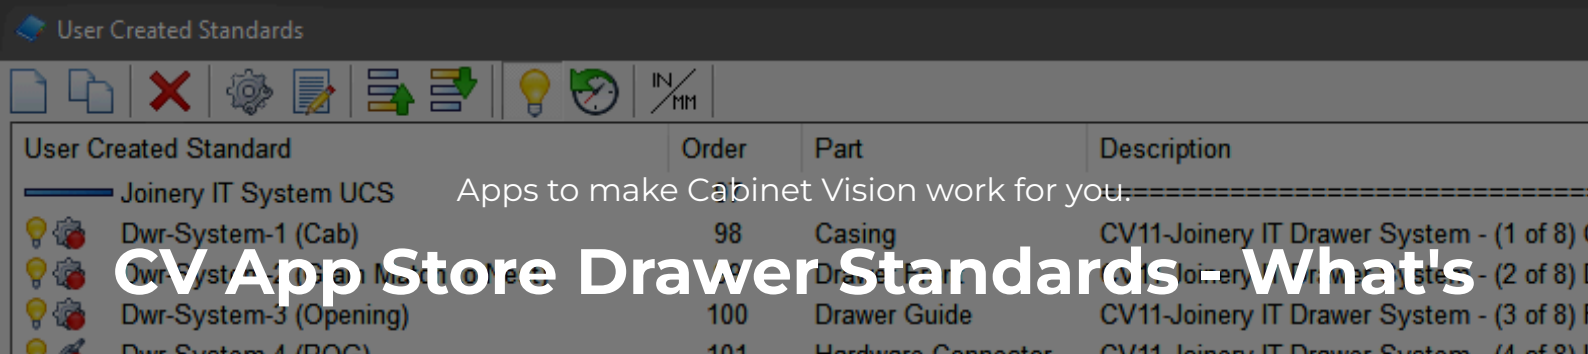 User Created Standards
IN/MM
User Created Standard Order Part Description
Joinery IT System UCS
Apps to make Cabinet Vision work for you.
Dwr-System-1 (Cab) 98 Casing CV11-Joinery IT Drawer System - (1 of 8)
CV App Store Drawer Standards - What's
Dwr-System-2 - (2 of 8)
Dwr-System-3 (Opening) 100 Drawer Guide CV11-Joinery IT Drawer System - (3 of 8)